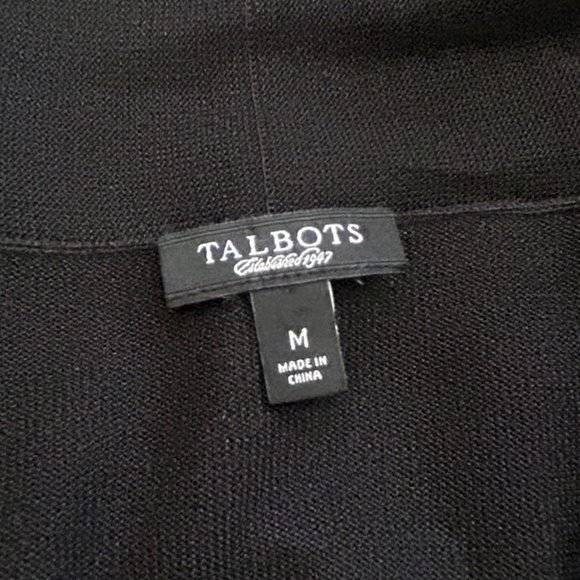 TALBOTS
Established 1947
M
MADE IN
CHINA